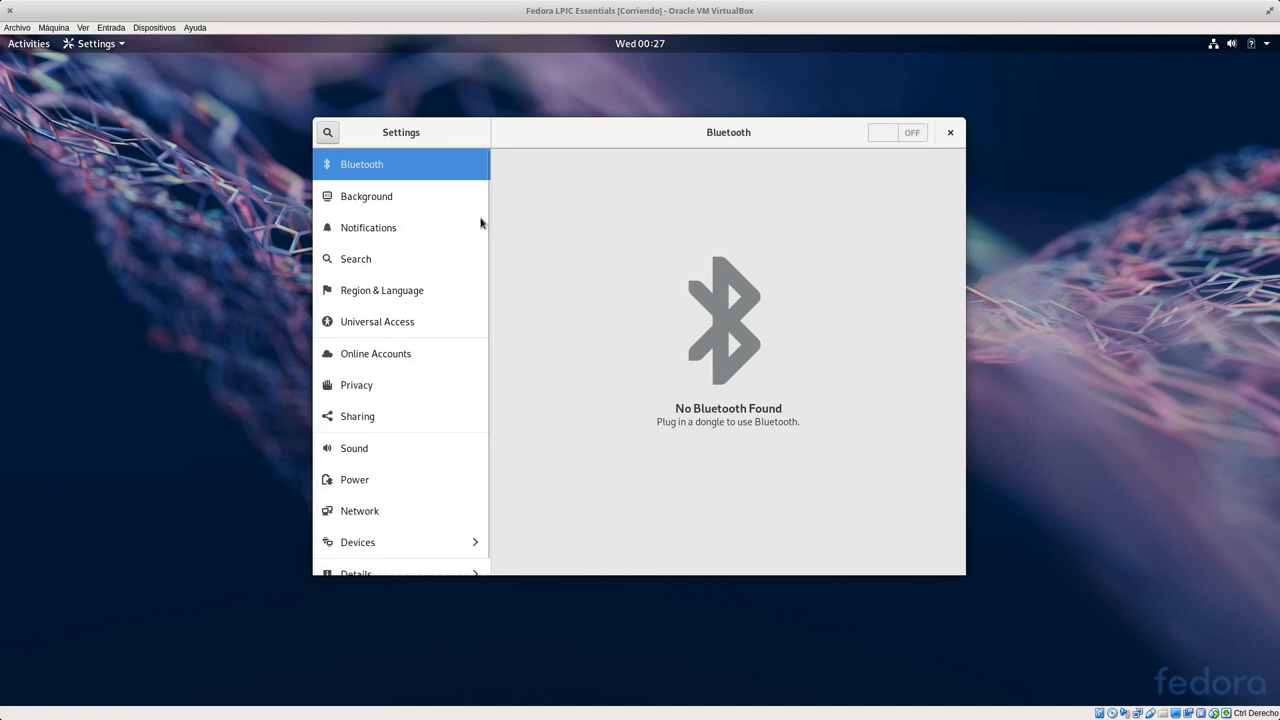 Fedora LPIC Essentials [Corriendo] - Oracle VM VirtualBox
Archivo Máquina Ver Entrada Dispositivos Ayuda
Activities Settings Wed 00:27
Settings Bluetooth OFF
Bluetooth
Background
Notifications
Search
Region & Language
Universal Access
Online Accounts
Privacy
Sharing
Sound
Power
Network
Devices
Details
No Bluetooth Found
Plug in a dongle to use Bluetooth.
fedora
Ctrl Derecho